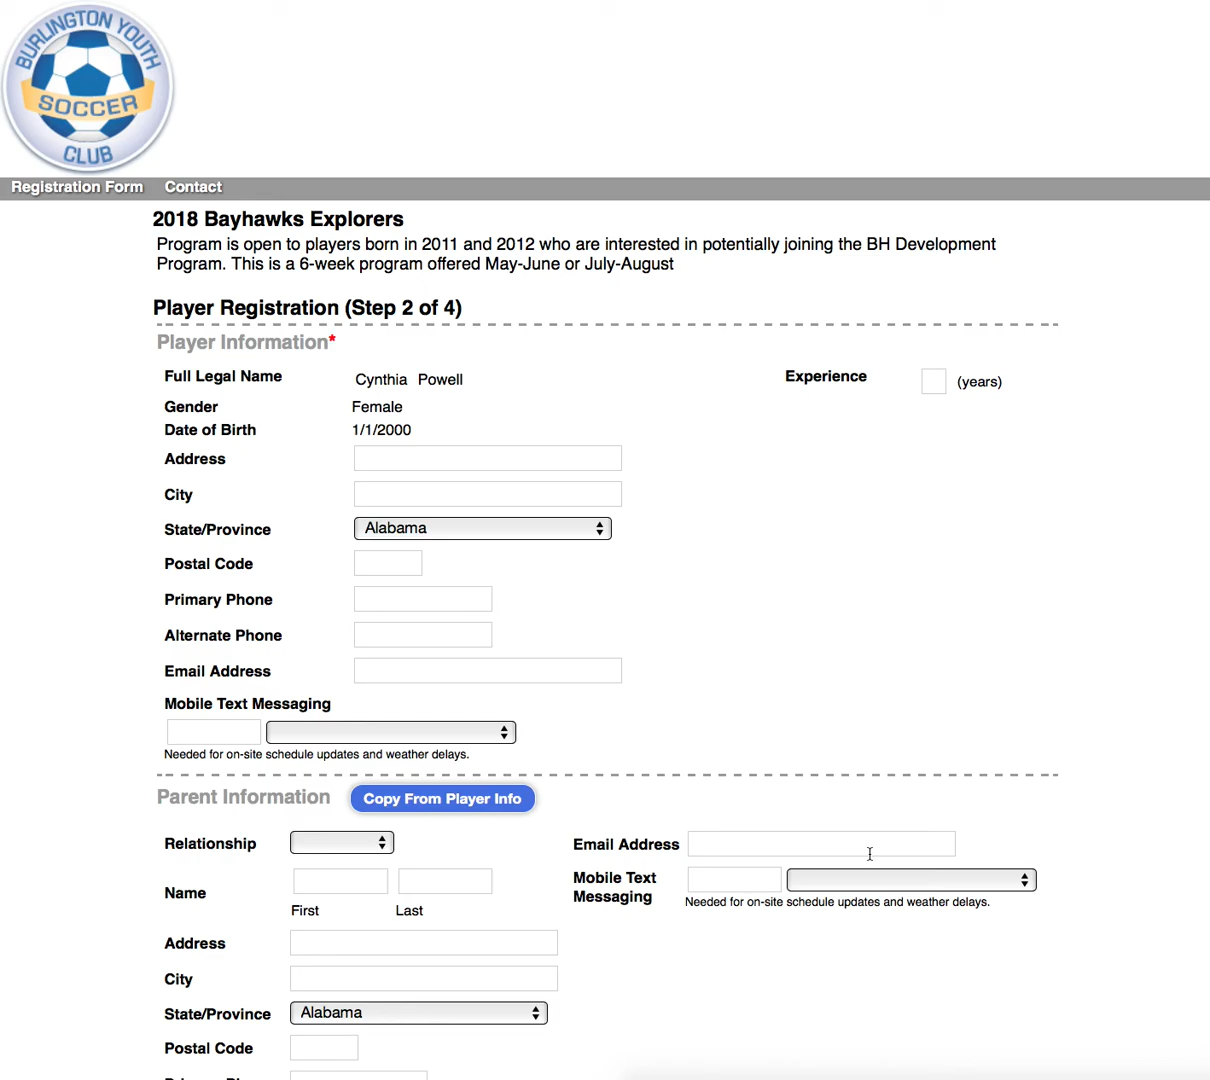 BURLINGTON YOUTH
SOCCER
CLUB
Registration Form Contact
2018 Bayhawks Explorers
Program is open to players born in 2011 and 2012 who are interested in potentially joining the BH Development
Program. This is a 6-week program offered May-June or July-August
Player Registration (Step 2 of 4)
Player Information*
Full Legal Name Cynthia Powell Experience (years)
Gender Female
Date of Birth 1/1/2000
Address
City
State/Province Alabama
Postal Code
Primary Phone
Alternate Phone
Email Address
Mobile Text Messaging
Needed for on-site schedule updates and weather delays.
Parent Information Copy From Player Info
Relationship Email Address
Mobile Text
Messaging
Needed for on-site schedule updates and weather delays.
Name
First Last
Address
City
State/Province Alabama
Postal Code